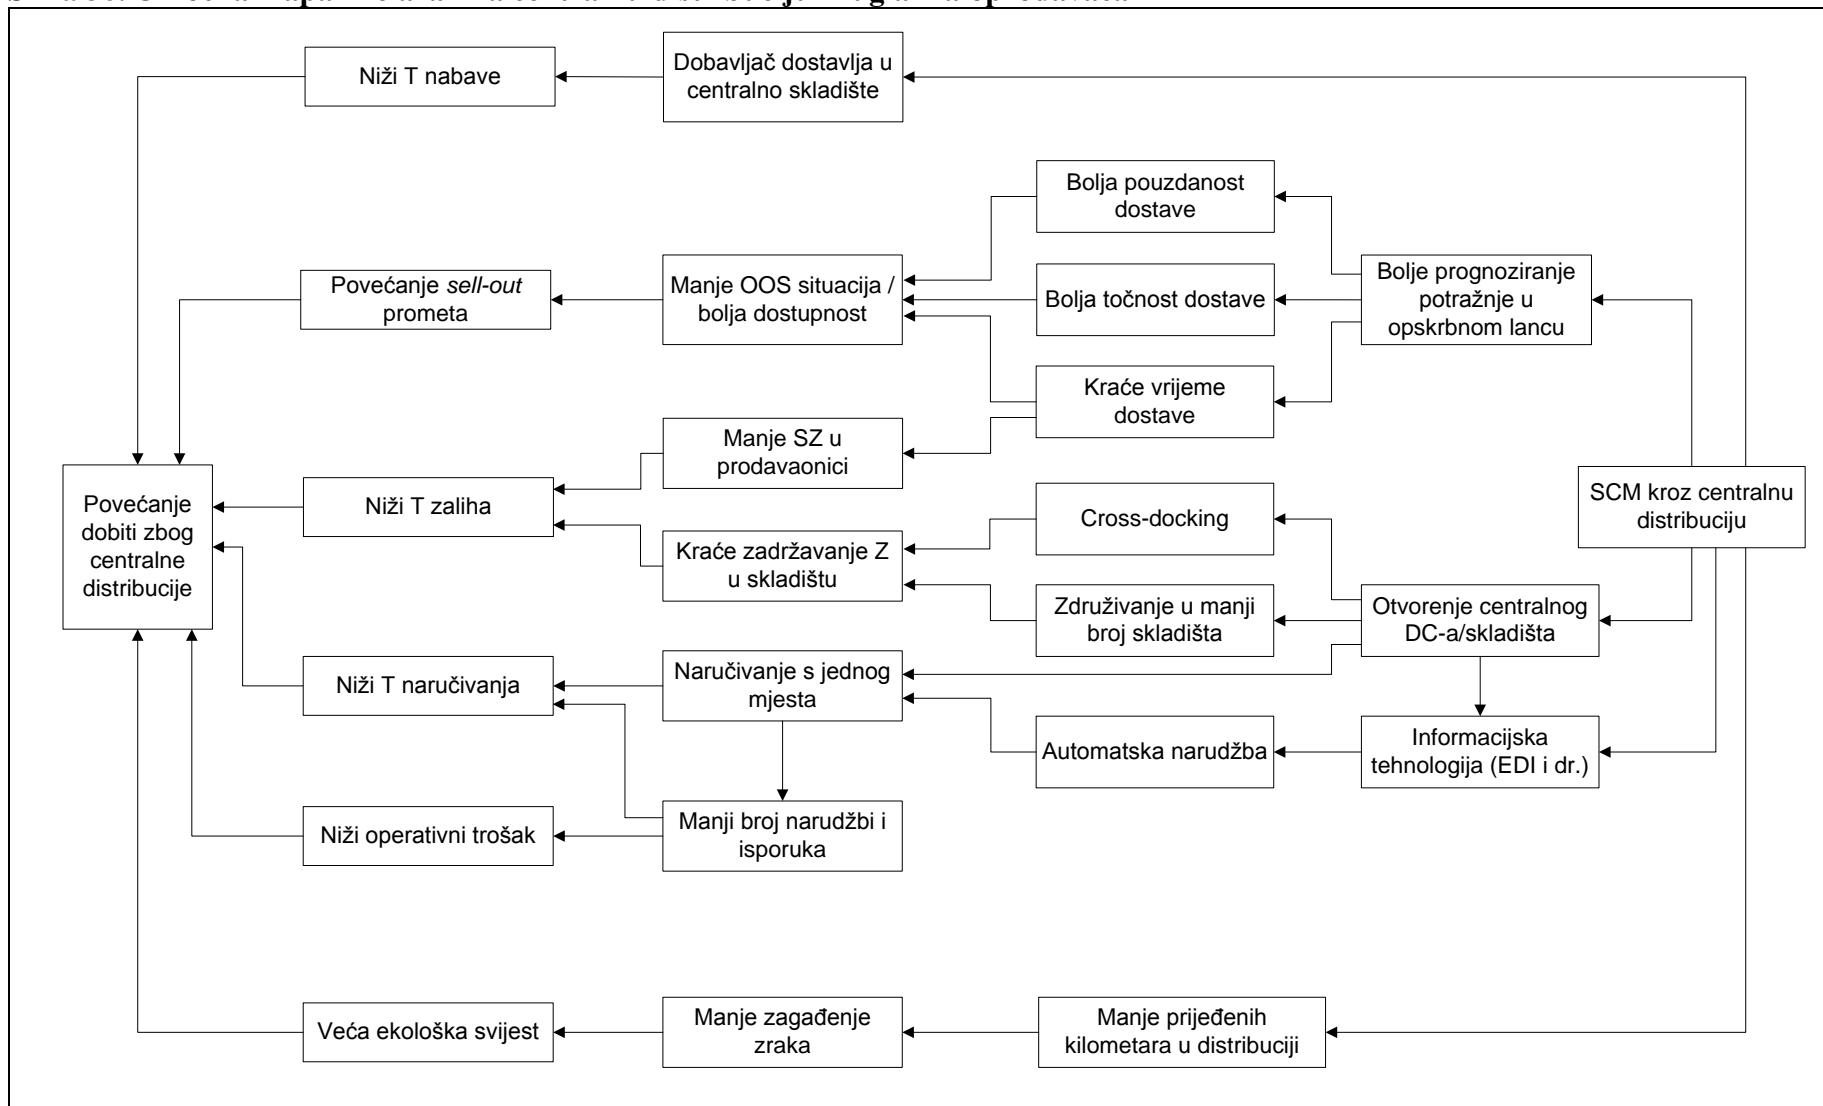 Niži T nabave
Dobavljač dostavlja u
centralno skladište
Bolja pouzdanost
dostave
Povećanje sell-out
prometa
Manje OOS situacija /
bolja dostupnost
Bolja točnost dostave
Bolje prognoziranje
potražnje u
opskrbnom lancu
Kraće vrijeme
dostave
Manje SZ u
prodavaonici
Povećanje
dobiti zbog
centralne
distribucije
Niži T zaliha
Cross-docking
SCM kroz centralnu
distribuciju
Kraće zadržavanje Z
u skladištu
Združivanje u manji
broj skladišta
Otvorenje centralnog
DC-a/skladišta
Niži T naručivanja
Naručivanje s jednog
mjesta
Automatska narudžba
Informacijska
tehnologija (EDI i dr.)
Niži operativni trošak
Manji broj narudžbi i
isporuka
Veća ekološka svijest
Manje zagađenje
zraka
Manje prijeđenih
kilometara u distribuciji